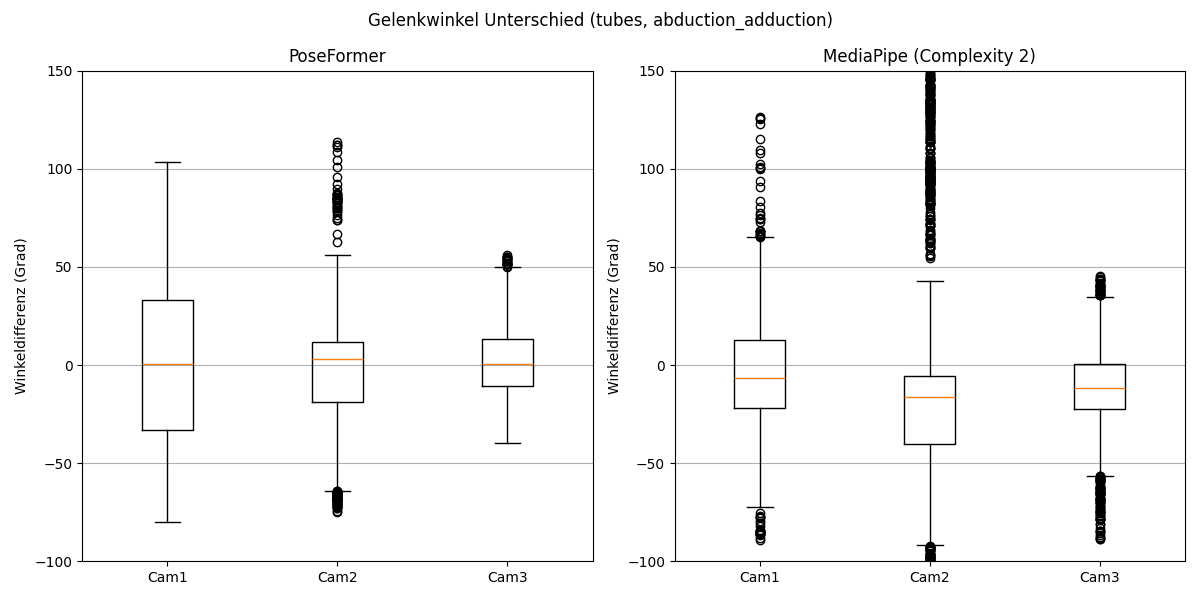 Gelenkwinkel Unterschied (tubes, abduction_adduction)
PoseFormer
Winkeldifferenz (Grad)
150
100
50
0
−50
−100
Cam1 Cam2 Cam3
MediaPipe (Complexity 2)
Winkeldifferenz (Grad)
150
100
50
0
−50
−100
Cam1 Cam2 Cam3